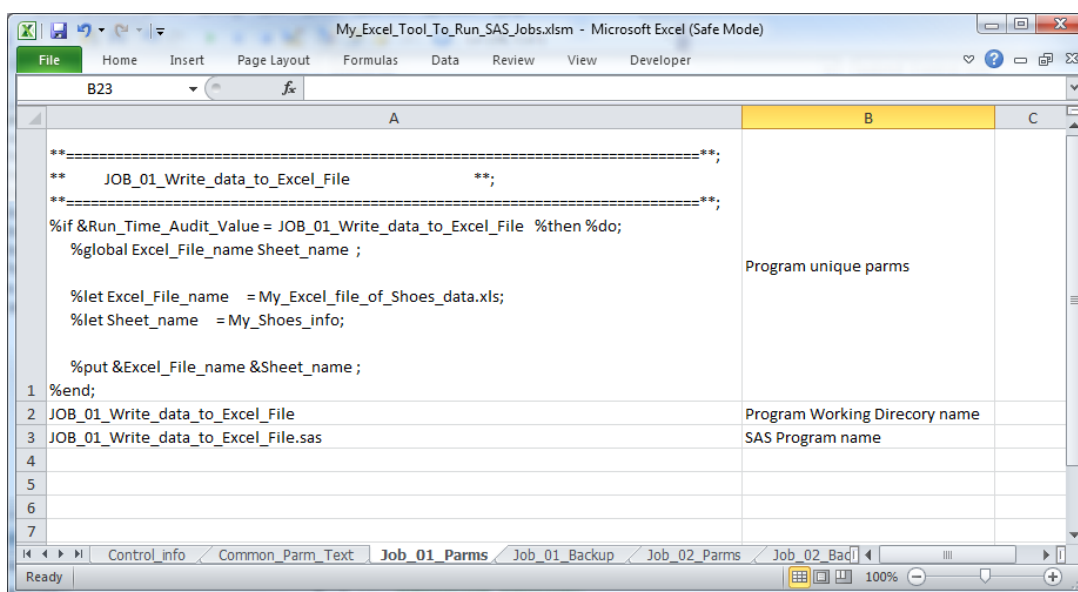 My_Excel_Tool_To_Run_SAS_Jobs.xlsm - Microsoft Excel (Safe Mode)
File Home Insert Page Layout Formulas Data Review View Developer
B23 fx
A B C
**=============================================================================**;
** JOB_01_Write_data_to_Excel_File **;
**=============================================================================**;
%if &Run_Time_Audit_Value = JOB_01_Write_data_to_Excel_File %then %do;
%global Excel_File_name Sheet_name ;
Program unique parms
%let Excel_File_name = My_Excel_file_of_Shoes_data.xls;
%let Sheet_name = My_Shoes_info;
%put &Excel_File_name &Sheet_name ;
1 %end;
2 JOB_01_Write_data_to_Excel_File Program Working Direcory name
3 JOB_01_Write_data_to_Excel_File.sas SAS Program name
4
5
6
7
Control_info Common_Parm_Text Job_01_Parms Job_01_Backup Job_02_Parms Job_02_Bac
Ready 100%